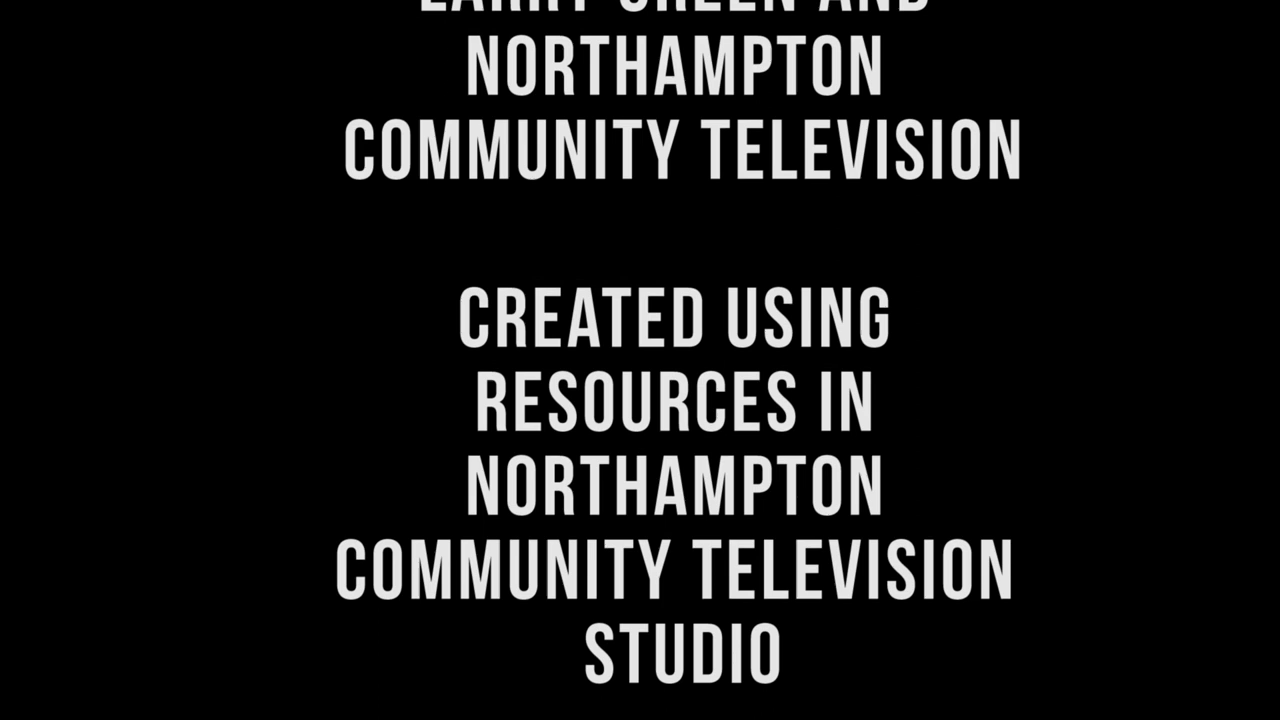 NORTHAMPTON
COMMUNITY TELEVISION
CREATED USING
RESOURCES IN
NORTHAMPTON
COMMUNITY TELEVISION
STUDIO